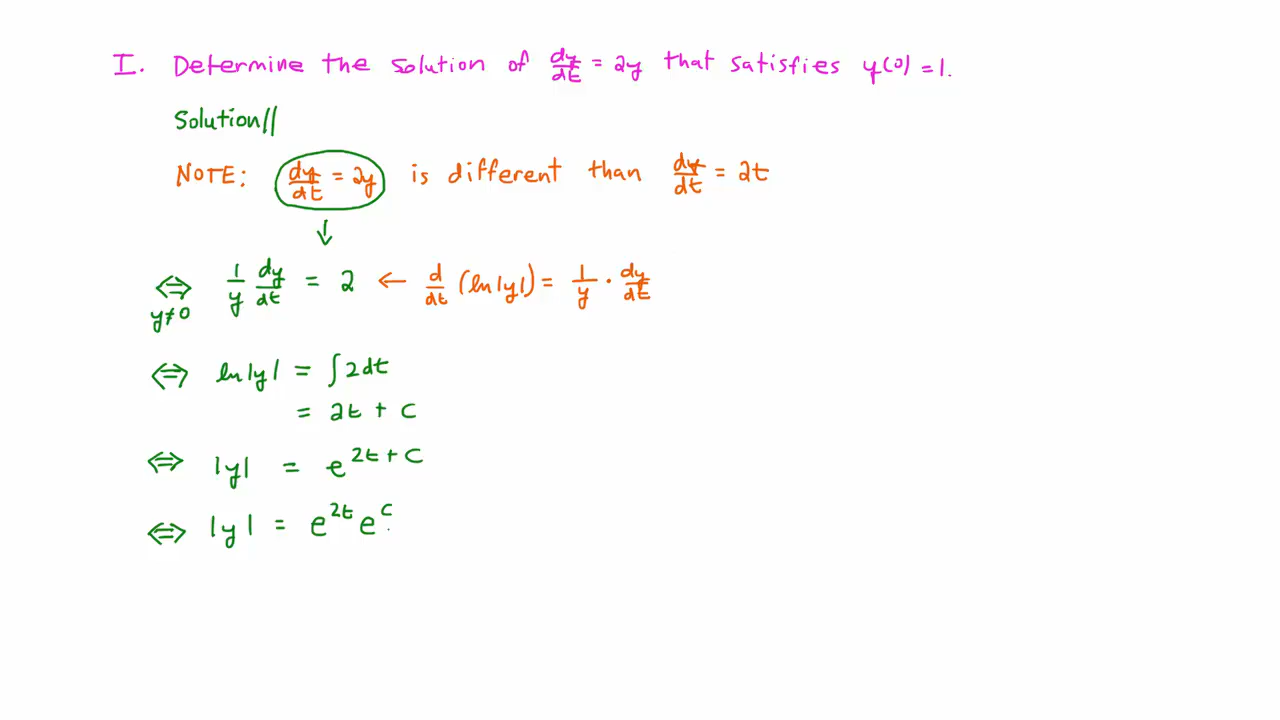 I. Determine the solution of dy/dt = 2y that satisfies y(0) = 1.
Solution//
NOTE: dy/dt = 2y is different than dy/dt = 2t
↓
⇔ y≠0 1/y dy/dt = 2 ← d/dt (ln|y|) = 1/y · dy/dt
⇔ ln|y| = ∫2dt
= 2t + C
⇔ |y| = e^{2t + C}
⇔ |y| = e^{2t} e^{C}